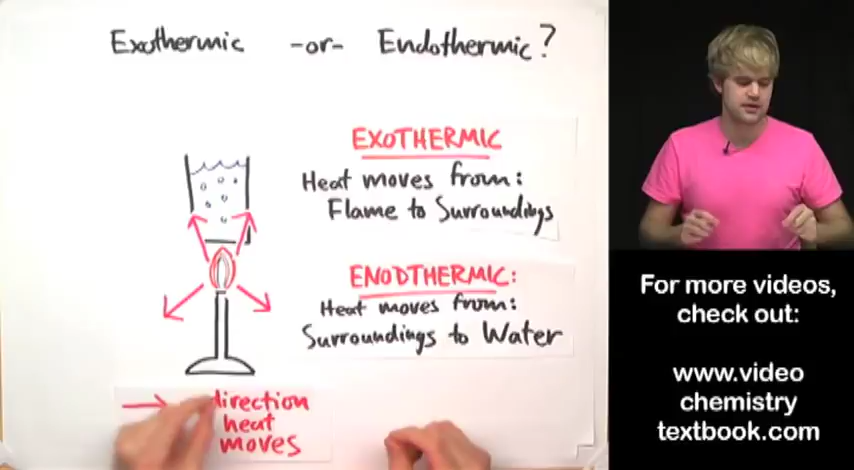 Exothermic -or- Endothermic?
EXOTHERMIC
Heat moves from:
Flame to Surroundings
ENODTHERMIC:
Heat moves from:
Surroundings to Water
direction
heat
moves
For more videos,
check out:
www.video
chemistry
textbook.com